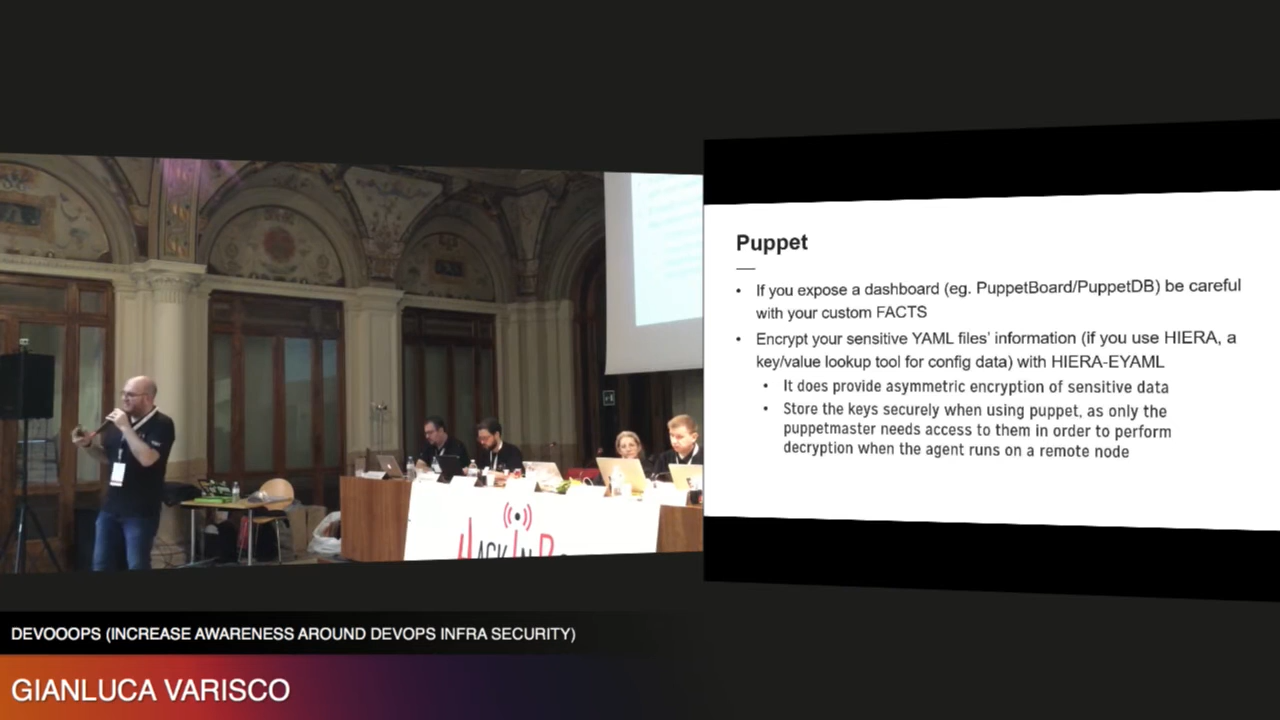 Puppet
• If you expose a dashboard (eg. PuppetBoard/PuppetDB) be careful
with your custom FACTS
• Encrypt your sensitive YAML files' information (if you use HIERA, a
key/value lookup tool for config data) with HIERA-EYAML
• It does provide asymmetric encryption of sensitive data
• Store the keys securely when using puppet, as only the
puppetmaster needs access to them in order to perform
decryption when the agent runs on a remote node
HACK IN
DEVOOOPS (INCREASE AWARENESS AROUND DEVOPS INFRA SECURITY)
GIANLUCA VARISCO